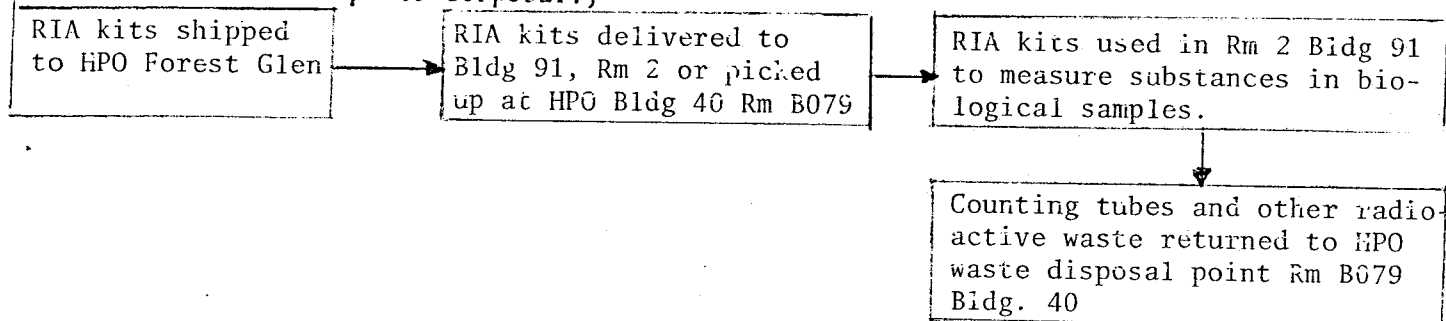 RIA kits shipped
to HPO Forest Glen
RIA kits delivered to
Bldg 91, Rm 2 or picked
up at HPO Bldg 40 Rm B079
RIA kits used in Rm 2 Bldg 91
to measure substances in bio-
logical samples.
Counting tubes and other radio-
active waste returned to HPO
waste disposal point Rm B079
Bldg. 40